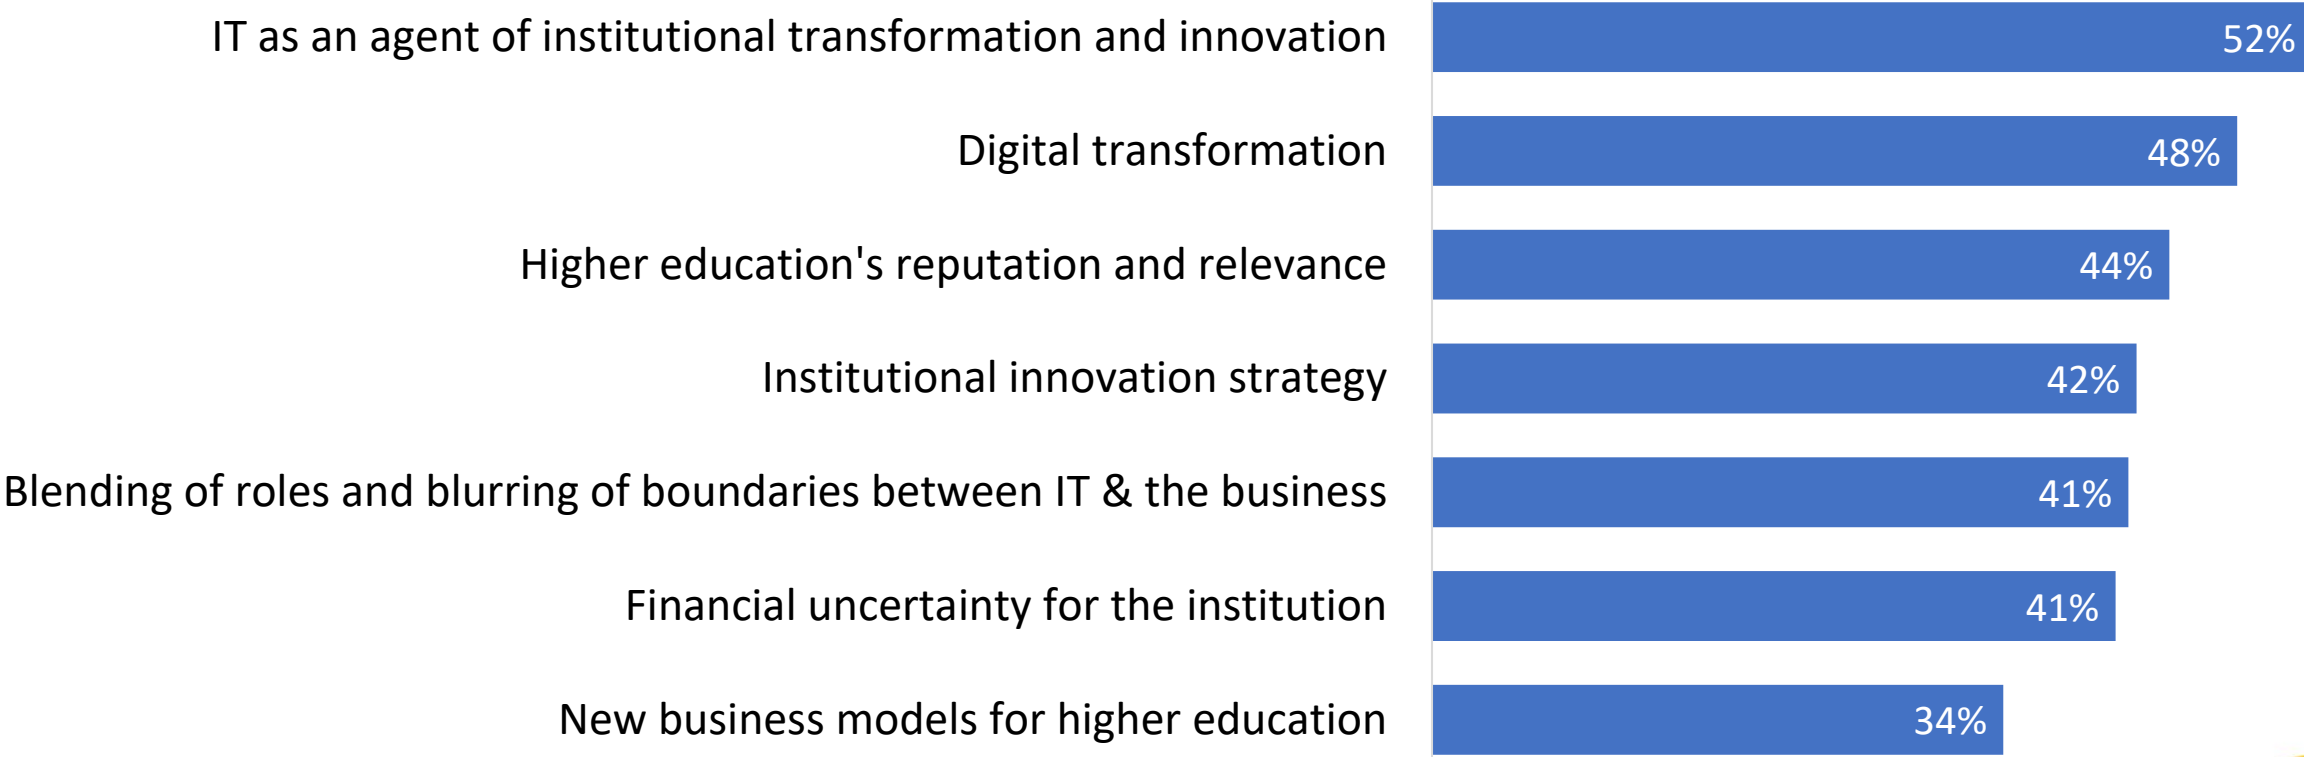 IT as an agent of institutional transformation and innovation 52%
Digital transformation 48%
Higher education's reputation and relevance 44%
Institutional innovation strategy 42%
Blending of roles and blurring of boundaries between IT & the business 41%
Financial uncertainty for the institution 41%
New business models for higher education 34%